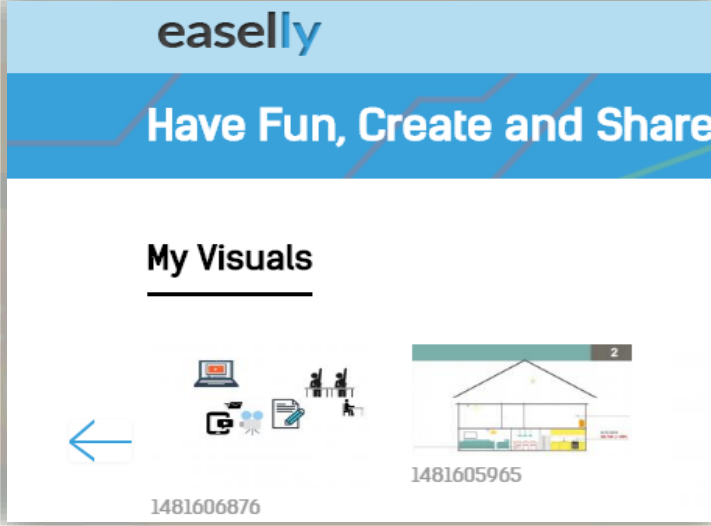 easelly
Have Fun, Create and Share
My Visuals
2
1481605965
1481606876